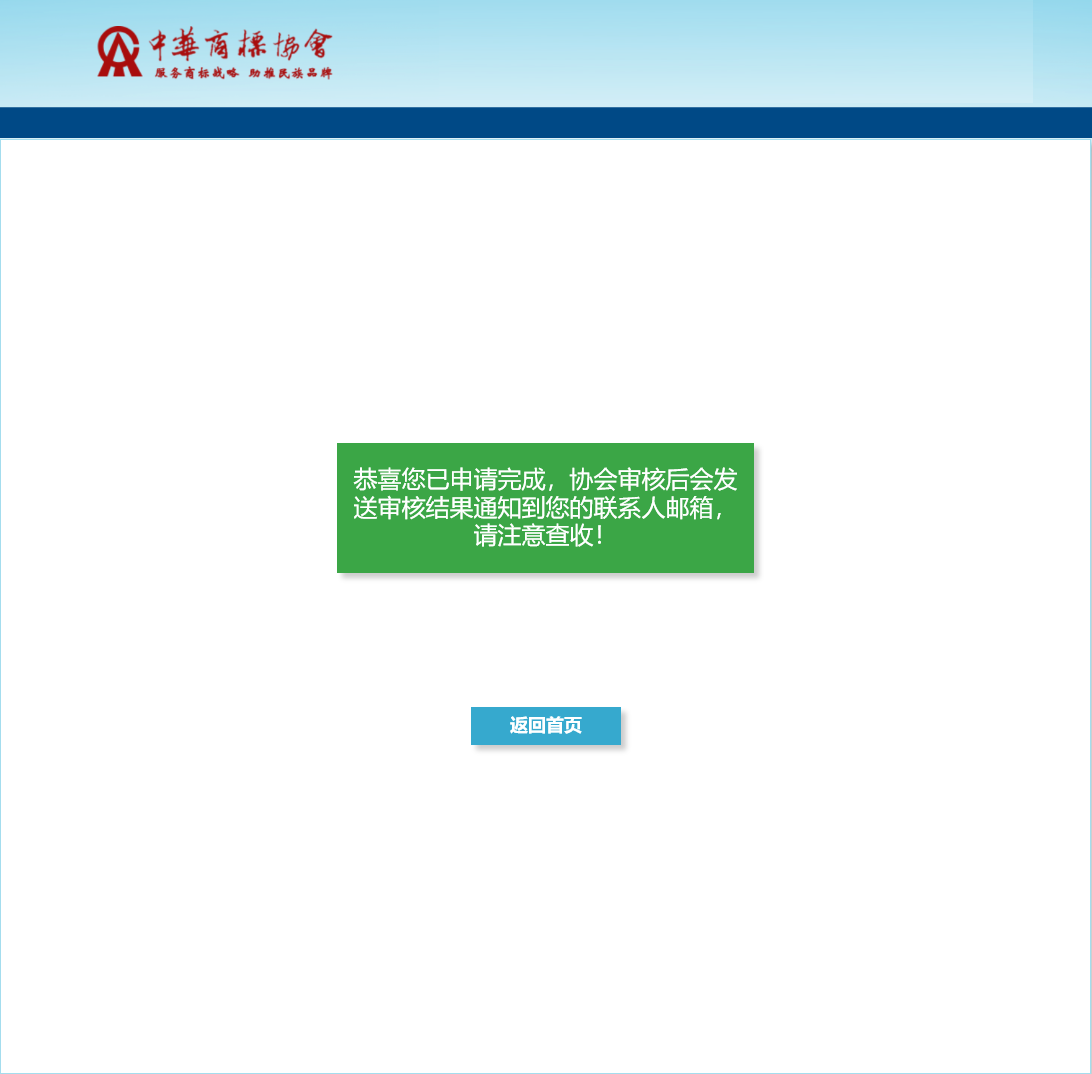 中華商標協會
服务商标战略 助推民族品牌
恭喜您已申请完成，协会审核后会发
送审核结果通知到您的联系人邮箱，
请注意查收！
返回首页